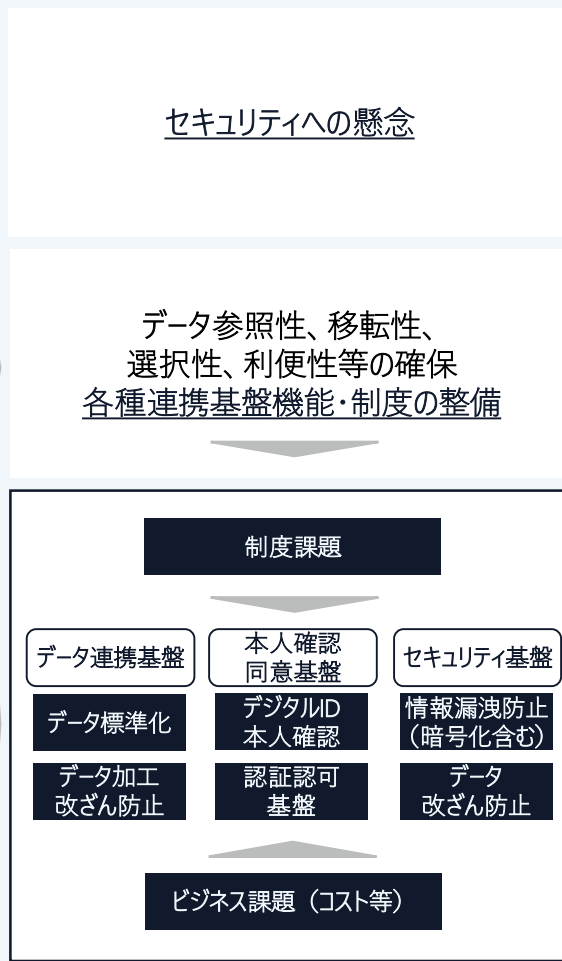 セキュリティへの懸念
データ参照性、移転性、
選択性、利便性等の確保
各種連携基盤機能・制度の整備
制度課題
データ連携基盤
本人確認
同意基盤
セキュリティ基盤
データ標準化
デジタルID
本人確認
情報漏洩防止
（暗号化含む）
データ加工
改ざん防止
認証認可
基盤
データ
改ざん防止
ビジネス課題（コスト等）